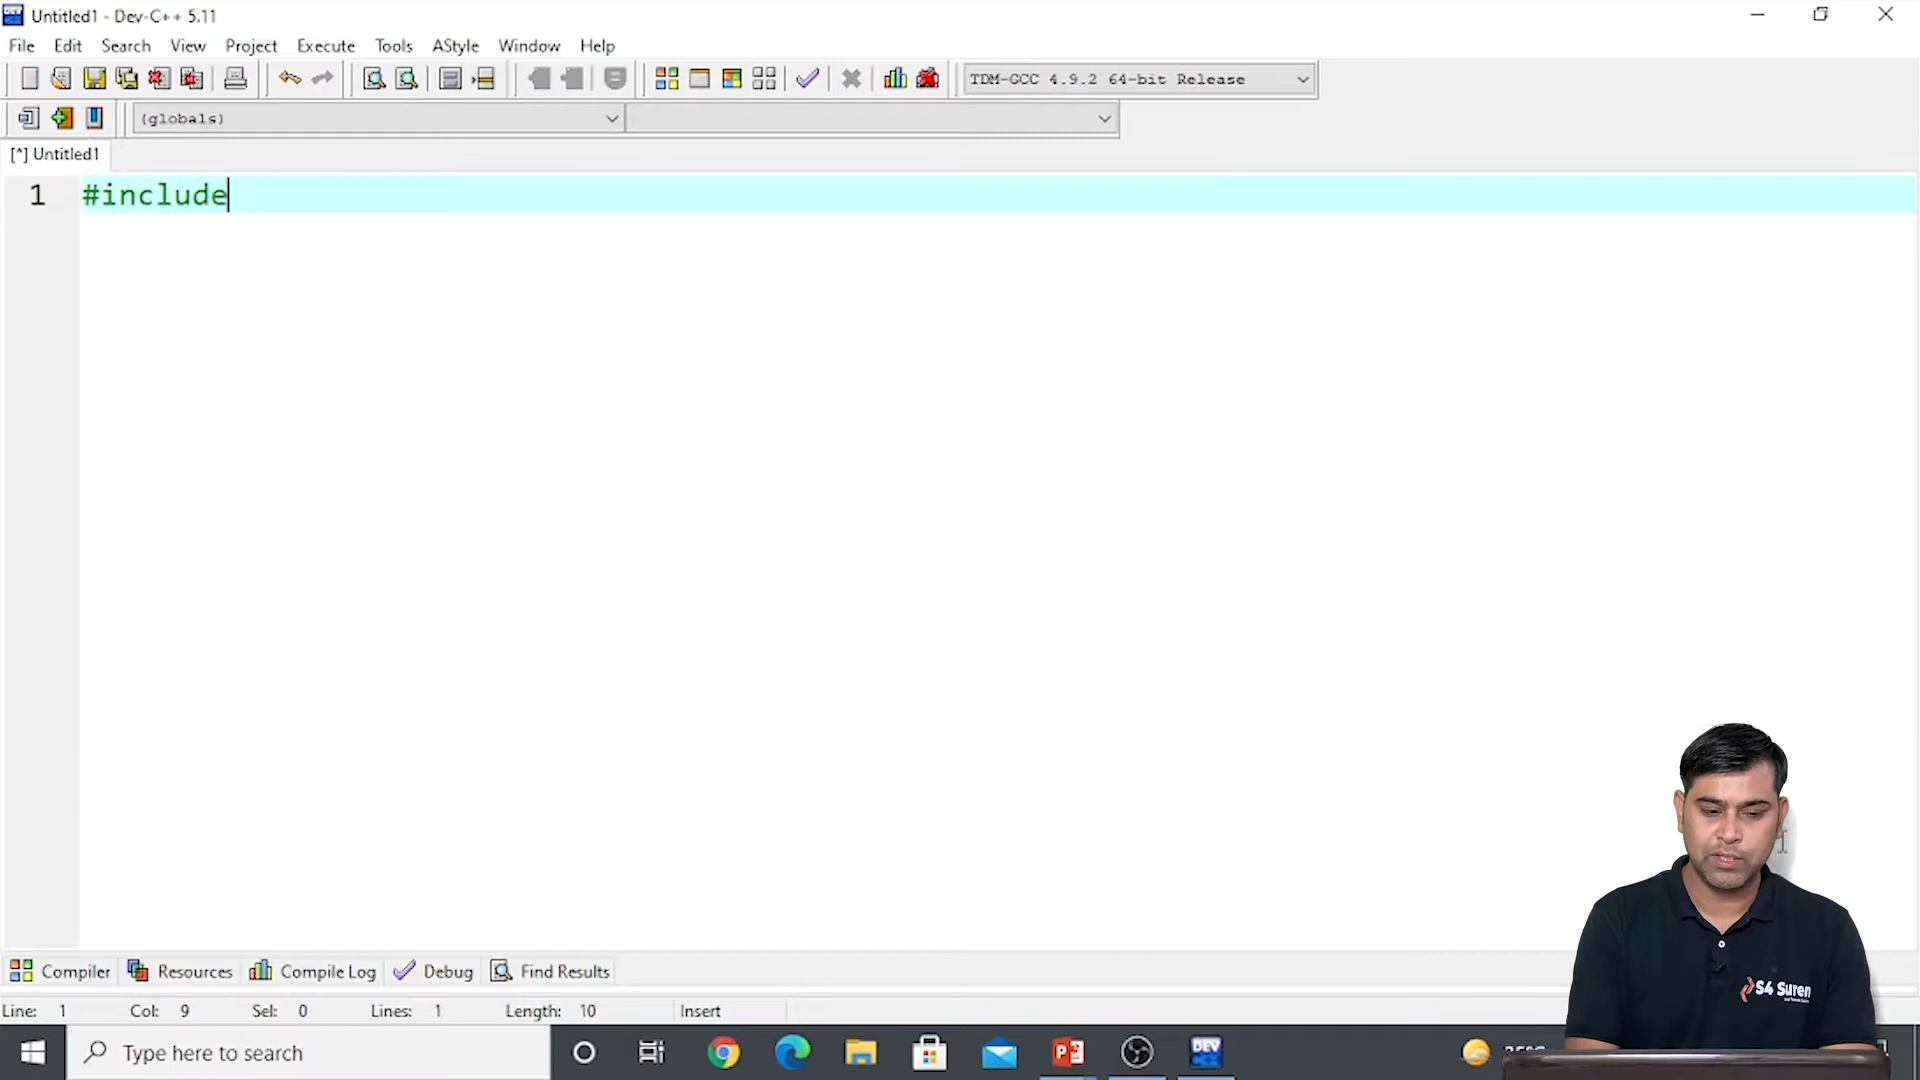 Untitled1 - Dev-C++ 5.11
File Edit Search View Project Execute Tools AStyle Window Help
TDM-GCC 4.9.2 64-bit Release
(globals)
[*] Untitled1
1 #include
S4 Suren
Compiler Resources Compile Log Debug Find Results
Line: 1 Col: 9 Sel: 0 Lines: 1 Length: 10 Insert
Type here to search
DEV